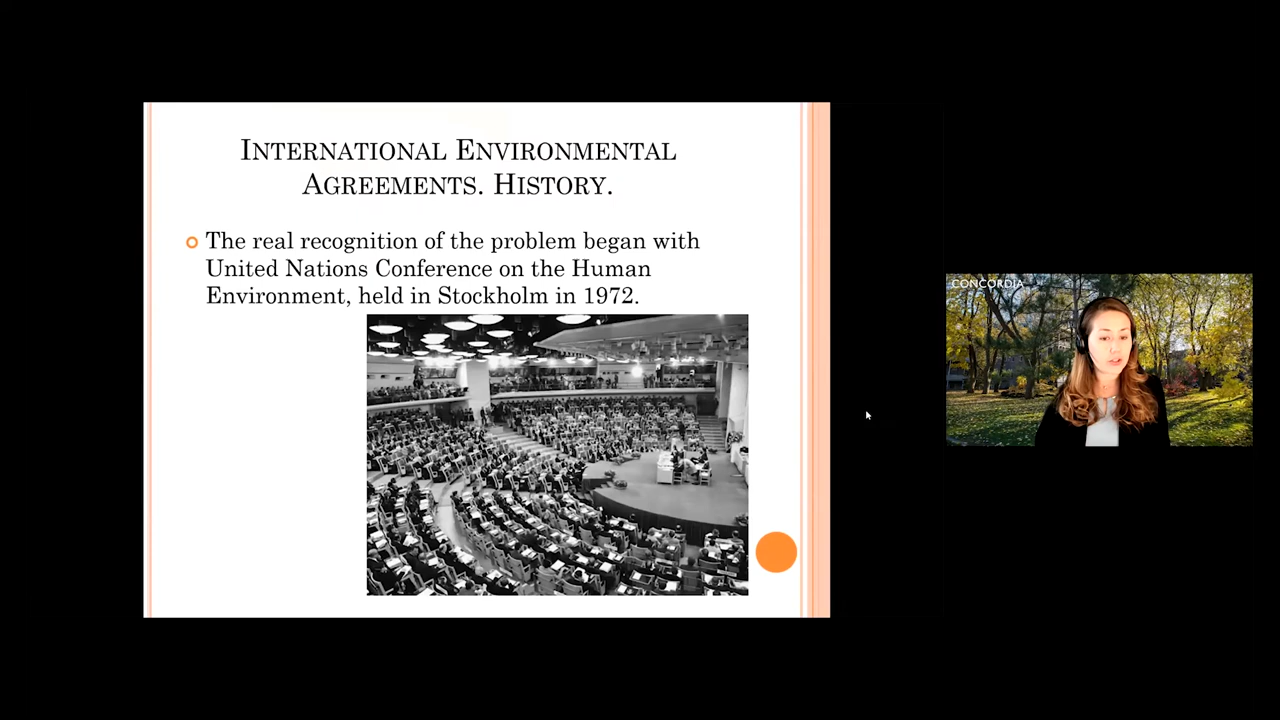 INTERNATIONAL ENVIRONMENTAL
AGREEMENTS. HISTORY.
The real recognition of the problem began with
United Nations Conference on the Human
Environment, held in Stockholm in 1972.
CONCORDIA